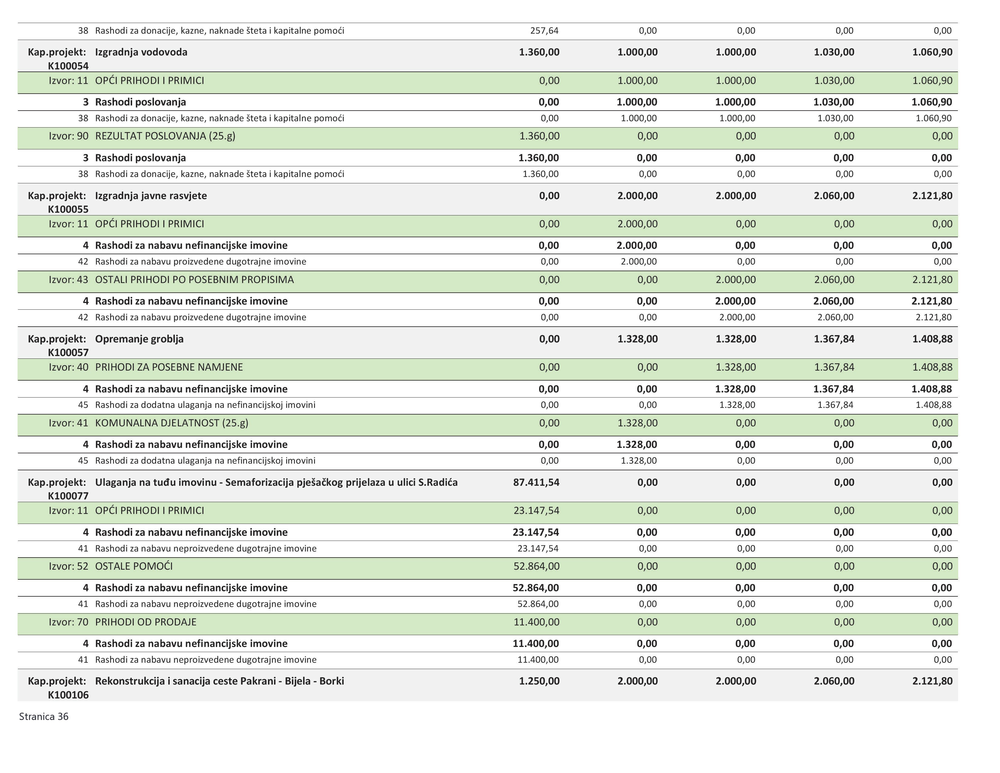 38 Rashodi za donacije, kazne, naknade šteta i kapitalne pomoći 257,64 0,00 0,00 0,00 0,00
Kap.projekt: Izgradnja vodovoda 1.360,00 1.000,00 1.000,00 1.030,00 1.060,90
K100054
Izvor: 11 OPĆI PRIHODI I PRIMICI 0,00 1.000,00 1.000,00 1.030,00 1.060,90
3 Rashodi poslovanja 0,00 1.000,00 1.000,00 1.030,00 1.060,90
38 Rashodi za donacije, kazne, naknade šteta i kapitalne pomoći 0,00 1.000,00 1.000,00 1.030,00 1.060,90
Izvor: 90 REZULTAT POSLOVANJA (25.g) 1.360,00 0,00 0,00 0,00 0,00
3 Rashodi poslovanja 1.360,00 0,00 0,00 0,00 0,00
38 Rashodi za donacije, kazne, naknade šteta i kapitalne pomoći 1.360,00 0,00 0,00 0,00 0,00
Kap.projekt: Izgradnja javne rasvjete 0,00 2.000,00 2.000,00 2.060,00 2.121,80
K100055
Izvor: 11 OPĆI PRIHODI I PRIMICI 0,00 2.000,00 0,00 0,00 0,00
4 Rashodi za nabavu nefinancijske imovine 0,00 2.000,00 0,00 0,00 0,00
42 Rashodi za nabavu proizvedene dugotrajne imovine 0,00 2.000,00 0,00 0,00 0,00
Izvor: 43 OSTALI PRIHODI PO POSEBNIM PROPISIMA 0,00 0,00 2.000,00 2.060,00 2.121,80
4 Rashodi za nabavu nefinancijske imovine 0,00 0,00 2.000,00 2.060,00 2.121,80
42 Rashodi za nabavu proizvedene dugotrajne imovine 0,00 0,00 2.000,00 2.060,00 2.121,80
Kap.projekt: Opremanje groblja 0,00 1.328,00 1.328,00 1.367,84 1.408,88
K100057
Izvor: 40 PRIHODI ZA POSEBNE NAMJENE 0,00 0,00 1.328,00 1.367,84 1.408,88
4 Rashodi za nabavu nefinancijske imovine 0,00 0,00 1.328,00 1.367,84 1.408,88
45 Rashodi za dodatna ulaganja na nefinancijskoj imovini 0,00 0,00 1.328,00 1.367,84 1.408,88
Izvor: 41 KOMUNALNA DJELATNOST (25.g) 0,00 1.328,00 0,00 0,00 0,00
4 Rashodi za nabavu nefinancijske imovine 0,00 1.328,00 0,00 0,00 0,00
45 Rashodi za dodatna ulaganja na nefinancijskoj imovini 0,00 1.328,00 0,00 0,00 0,00
Kap.projekt: Ulaganja na tuđu imovinu - Semaforizacija pješačkog prijelaza u ulici S.Radića 87.411,54 0,00 0,00 0,00 0,00
K100077
Izvor: 11 OPĆI PRIHODI I PRIMICI 23.147,54 0,00 0,00 0,00 0,00
4 Rashodi za nabavu nefinancijske imovine 23.147,54 0,00 0,00 0,00 0,00
41 Rashodi za nabavu neproizvedene dugotrajne imovine 23.147,54 0,00 0,00 0,00 0,00
Izvor: 52 OSTALE POMOĆI 52.864,00 0,00 0,00 0,00 0,00
4 Rashodi za nabavu nefinancijske imovine 52.864,00 0,00 0,00 0,00 0,00
41 Rashodi za nabavu neproizvedene dugotrajne imovine 52.864,00 0,00 0,00 0,00 0,00
Izvor: 70 PRIHODI OD PRODAJE 11.400,00 0,00 0,00 0,00 0,00
4 Rashodi za nabavu nefinancijske imovine 11.400,00 0,00 0,00 0,00 0,00
41 Rashodi za nabavu neproizvedene dugotrajne imovine 11.400,00 0,00 0,00 0,00 0,00
Kap.projekt: Rekonstrukcija i sanacija ceste Pakrani - Bijela - Borki 1.250,00 2.000,00 2.000,00 2.060,00 2.121,80
K100106
Stranica 36